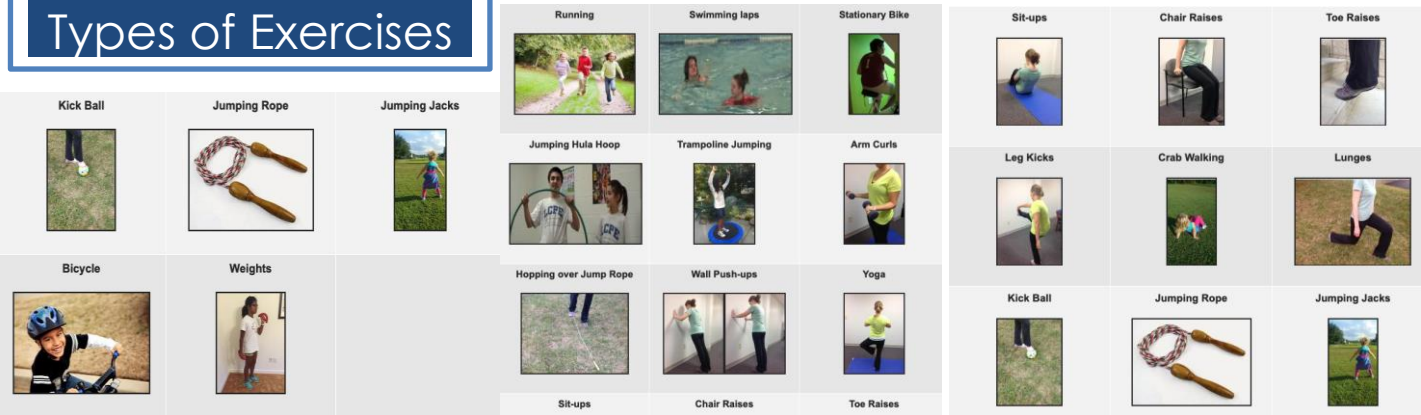 Types of Exercises
Kick Ball Jumping Rope Jumping Jacks
Bicycle Weights
Running Swimming laps Stationary Bike
Jumping Hula Hoop Trampoline Jumping Arm Curls
LCPE LCPE
Hopping over Jump Rope Wall Push-ups Yoga
Sit-ups Chair Raises Toe Raises
Sit-ups Chair Raises Toe Raises
Leg Kicks Crab Walking Lunges
Kick Ball Jumping Rope Jumping Jacks